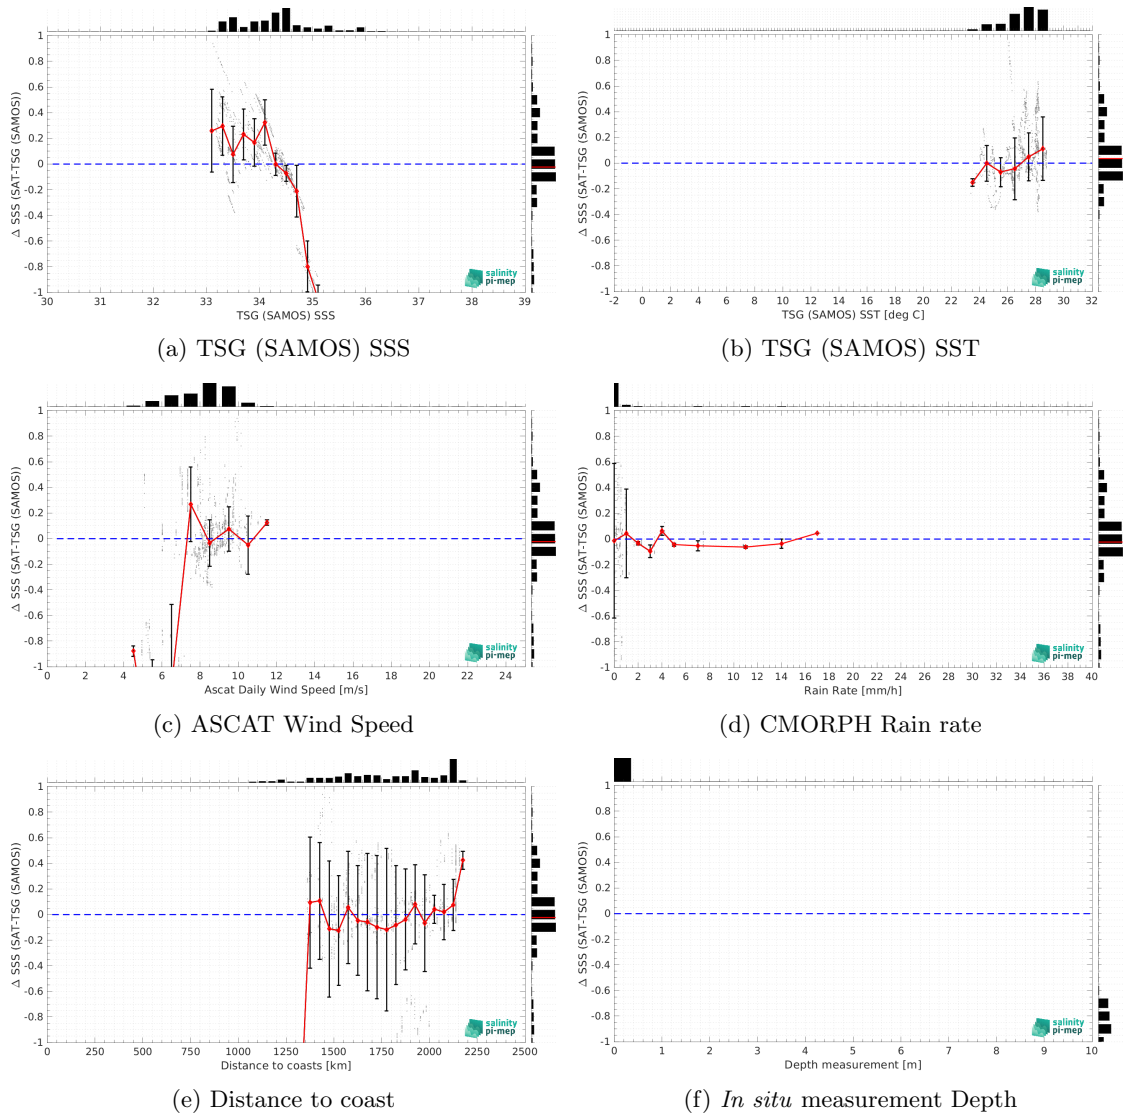 1
0.8
0.6
0.4
0.2
0
-0.2
-0.4
-0.6
-0.8
-1
Δ SSS (SAT-TSG (SAMOS))
30 31 32 33 34 35 36 37 38 39
TSG (SAMOS) SSS
salinity
pi-mep
(a) TSG (SAMOS) SSS
1
0.8
0.6
0.4
0.2
0
-0.2
-0.4
-0.6
-0.8
-1
Δ SSS (SAT-TSG (SAMOS))
-2 0 2 4 6 8 10 12 14 16 18 20 22 24 26 28 30 32
TSG (SAMOS) SST [deg C]
salinity
pi-mep
(b) TSG (SAMOS) SST
1
0.8
0.6
0.4
0.2
0
-0.2
-0.4
-0.6
-0.8
-1
Δ SSS (SAT-TSG (SAMOS))
0 2 4 6 8 10 12 14 16 18 20 22 24
Ascat Daily Wind Speed [m/s]
salinity
pi-mep
(c) ASCAT Wind Speed
1
0.8
0.6
0.4
0.2
0
-0.2
-0.4
-0.6
-0.8
-1
Δ SSS (SAT-TSG (SAMOS))
0 2 4 6 8 10 12 14 16 18 20 22 24 26 28 30 32 34 36 38 40
Rain Rate [mm/h]
salinity
pi-mep
(d) CMORPH Rain rate
1
0.8
0.6
0.4
0.2
0
-0.2
-0.4
-0.6
-0.8
-1
Δ SSS (SAT-TSG (SAMOS))
0 250 500 750 1000 1250 1500 1750 2000 2250 2500
Distance to coasts [km]
salinity
pi-mep
(e) Distance to coast
1
0.8
0.6
0.4
0.2
0
-0.2
-0.4
-0.6
-0.8
-1
Δ SSS (SAT-TSG (SAMOS))
0 1 2 3 4 5 6 7 8 9 10
Depth measurement [m]
salinity
pi-mep
(f) In situ measurement Depth